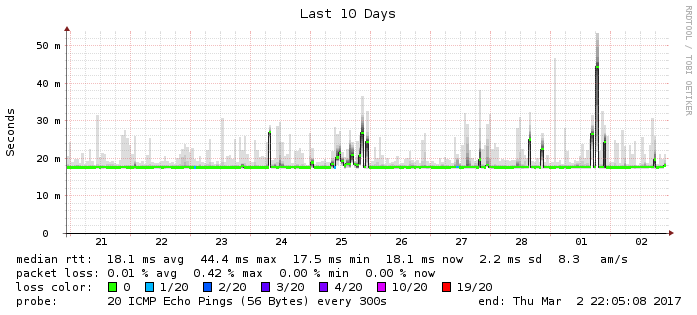 Last 10 Days
RRDTOOL / TOBI OETIKER
Seconds
50 m
40 m
30 m
20 m
10 m
0
21 22 23 24 25 26 27 28 01 02
median rtt: 18.1 ms avg 44.4 ms max 17.5 ms min 18.1 ms now 2.2 ms sd 8.3 am/s
packet loss: 0.01 % avg 0.42 % max 0.00 % min 0.00 % now
loss color: 0 1/20 2/20 3/20 4/20 10/20 19/20
probe: 20 ICMP Echo Pings (56 Bytes) every 300s end: Thu Mar 2 22:05:08 2017